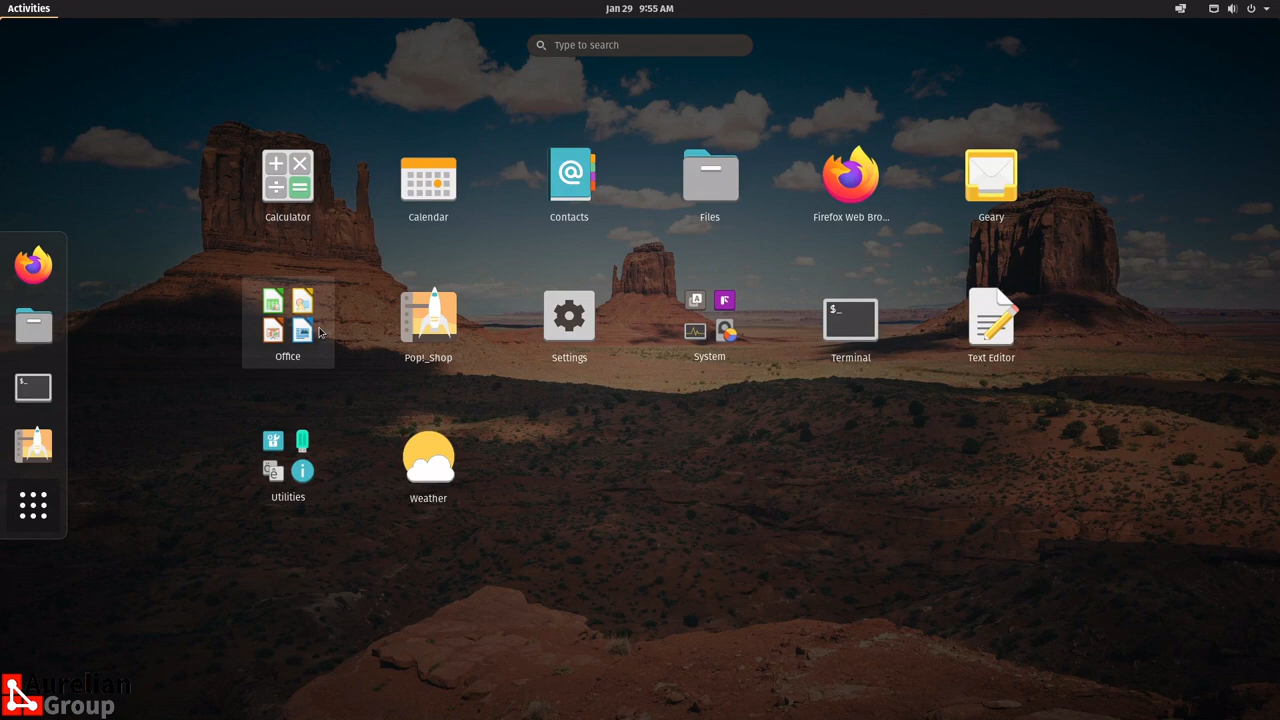 Activities
Jan 29 9:55 AM
Type to search
Calculator
Calendar
Contacts
Files
Firefox Web Bro...
Geary
Office
Pop!_Shop
Settings
System
Terminal
Text Editor
Utilities
Weather
Aurelian
Group